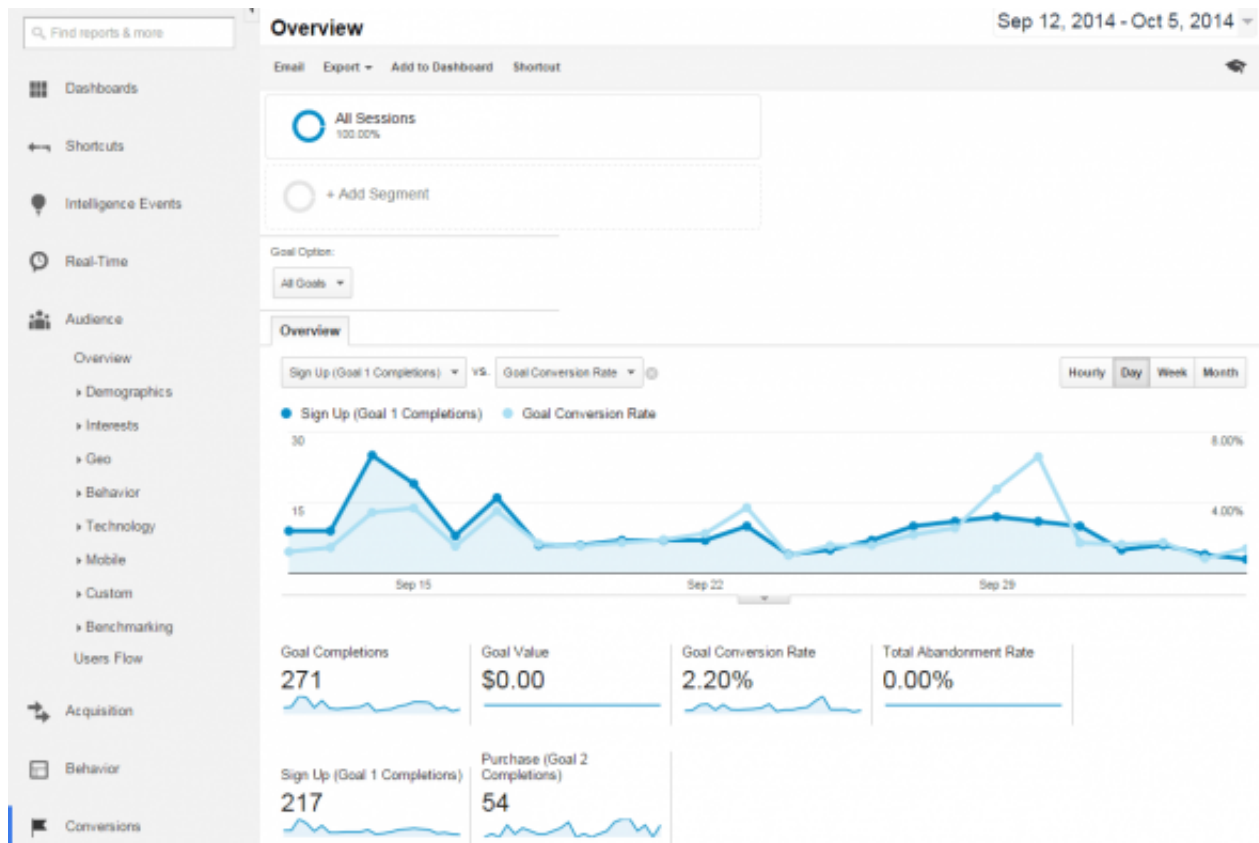 Find reports & more
Dashboards
Shortcuts
Intelligence Events
Real-Time
Audience
Overview
Demographics
Interests
Geo
Behavior
Technology
Mobile
Custom
Benchmarking
Users Flow
Acquisition
Behavior
Conversions
Overview
Sep 12, 2014 - Oct 5, 2014
Email Export Add to Dashboard Shortcut
All Sessions
100.00%
+ Add Segment
Goal Option:
All Goals
Overview
Sign Up (Goal 1 Completions) VS. Goal Conversion Rate
Hourly Day Week Month
Sign Up (Goal 1 Completions) Goal Conversion Rate
30 8.00%
15 4.00%
Sep 15 Sep 22 Sep 29
Goal Completions
271
Goal Value
$0.00
Goal Conversion Rate
2.20%
Total Abandonment Rate
0.00%
Sign Up (Goal 1 Completions)
217
Purchase (Goal 2
Completions)
54